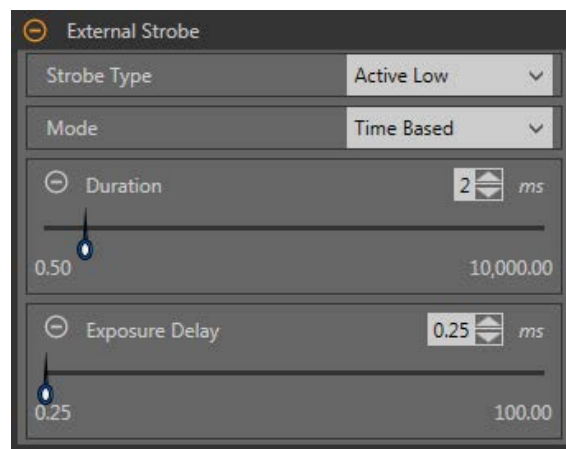 External Strobe
Strobe Type Active Low
Mode Time Based
Duration 2 ms
0.50 10,000.00
Exposure Delay 0.25 ms
0.25 100.00